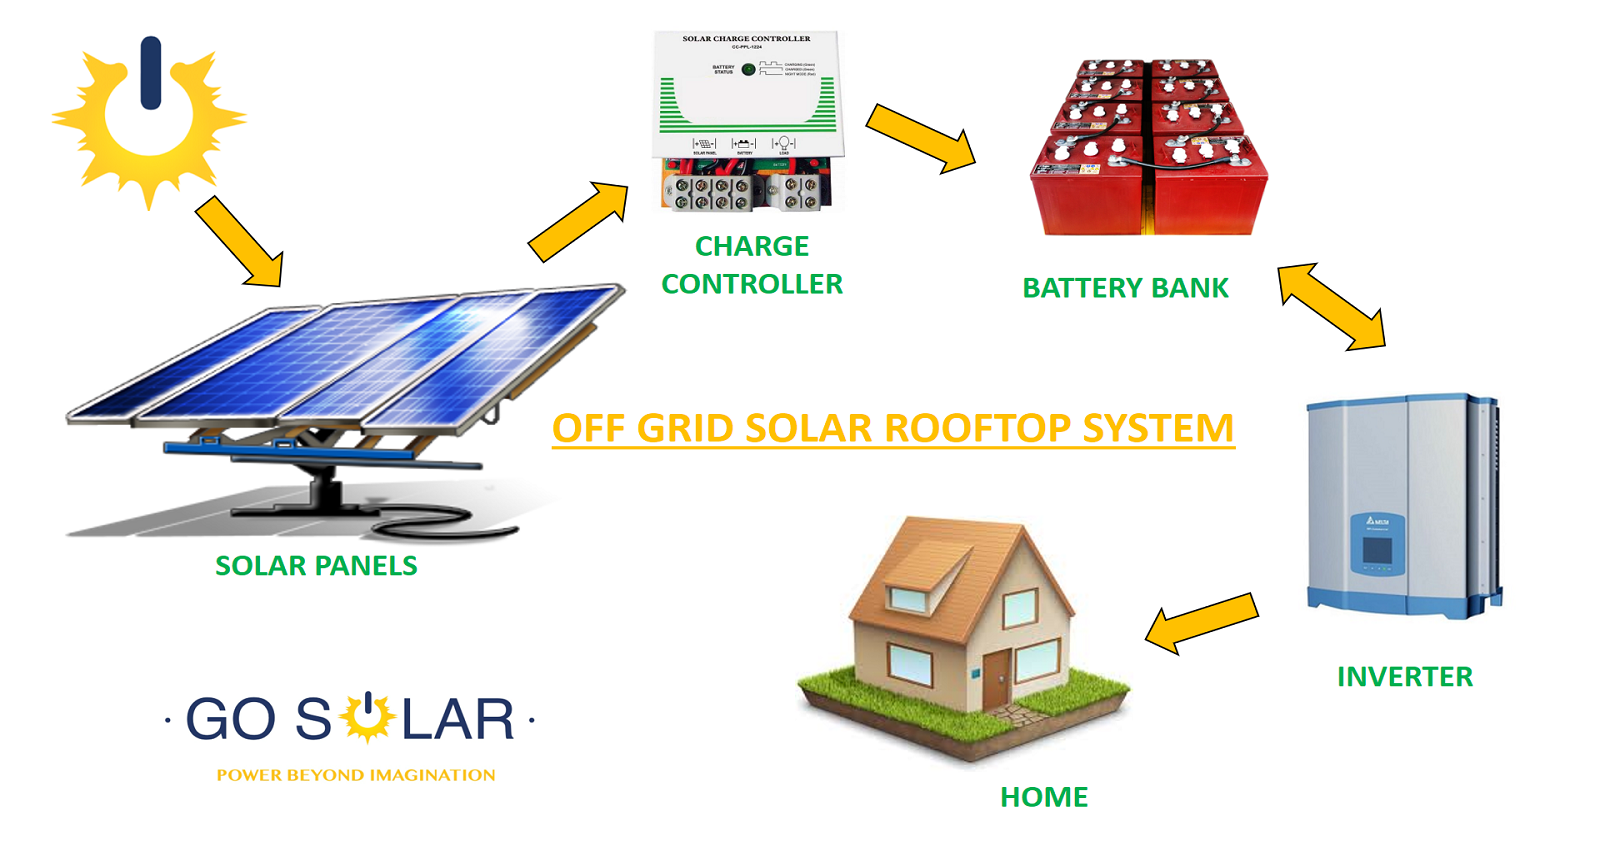 SOLAR CHARGE CONTROLLER
CC-PPL-1224
BATTERY STATUS
CHARGING (Green)
CHARGED (Green)
NIGHT MODE (Red)
SOLAR PANEL
BATTERY
LOAD
CHARGE
CONTROLLER
BATTERY BANK
OFF GRID SOLAR ROOFTOP SYSTEM
SOLAR PANELS
INVERTER
HOME
· GO SOLAR ·
POWER BEYOND IMAGINATION